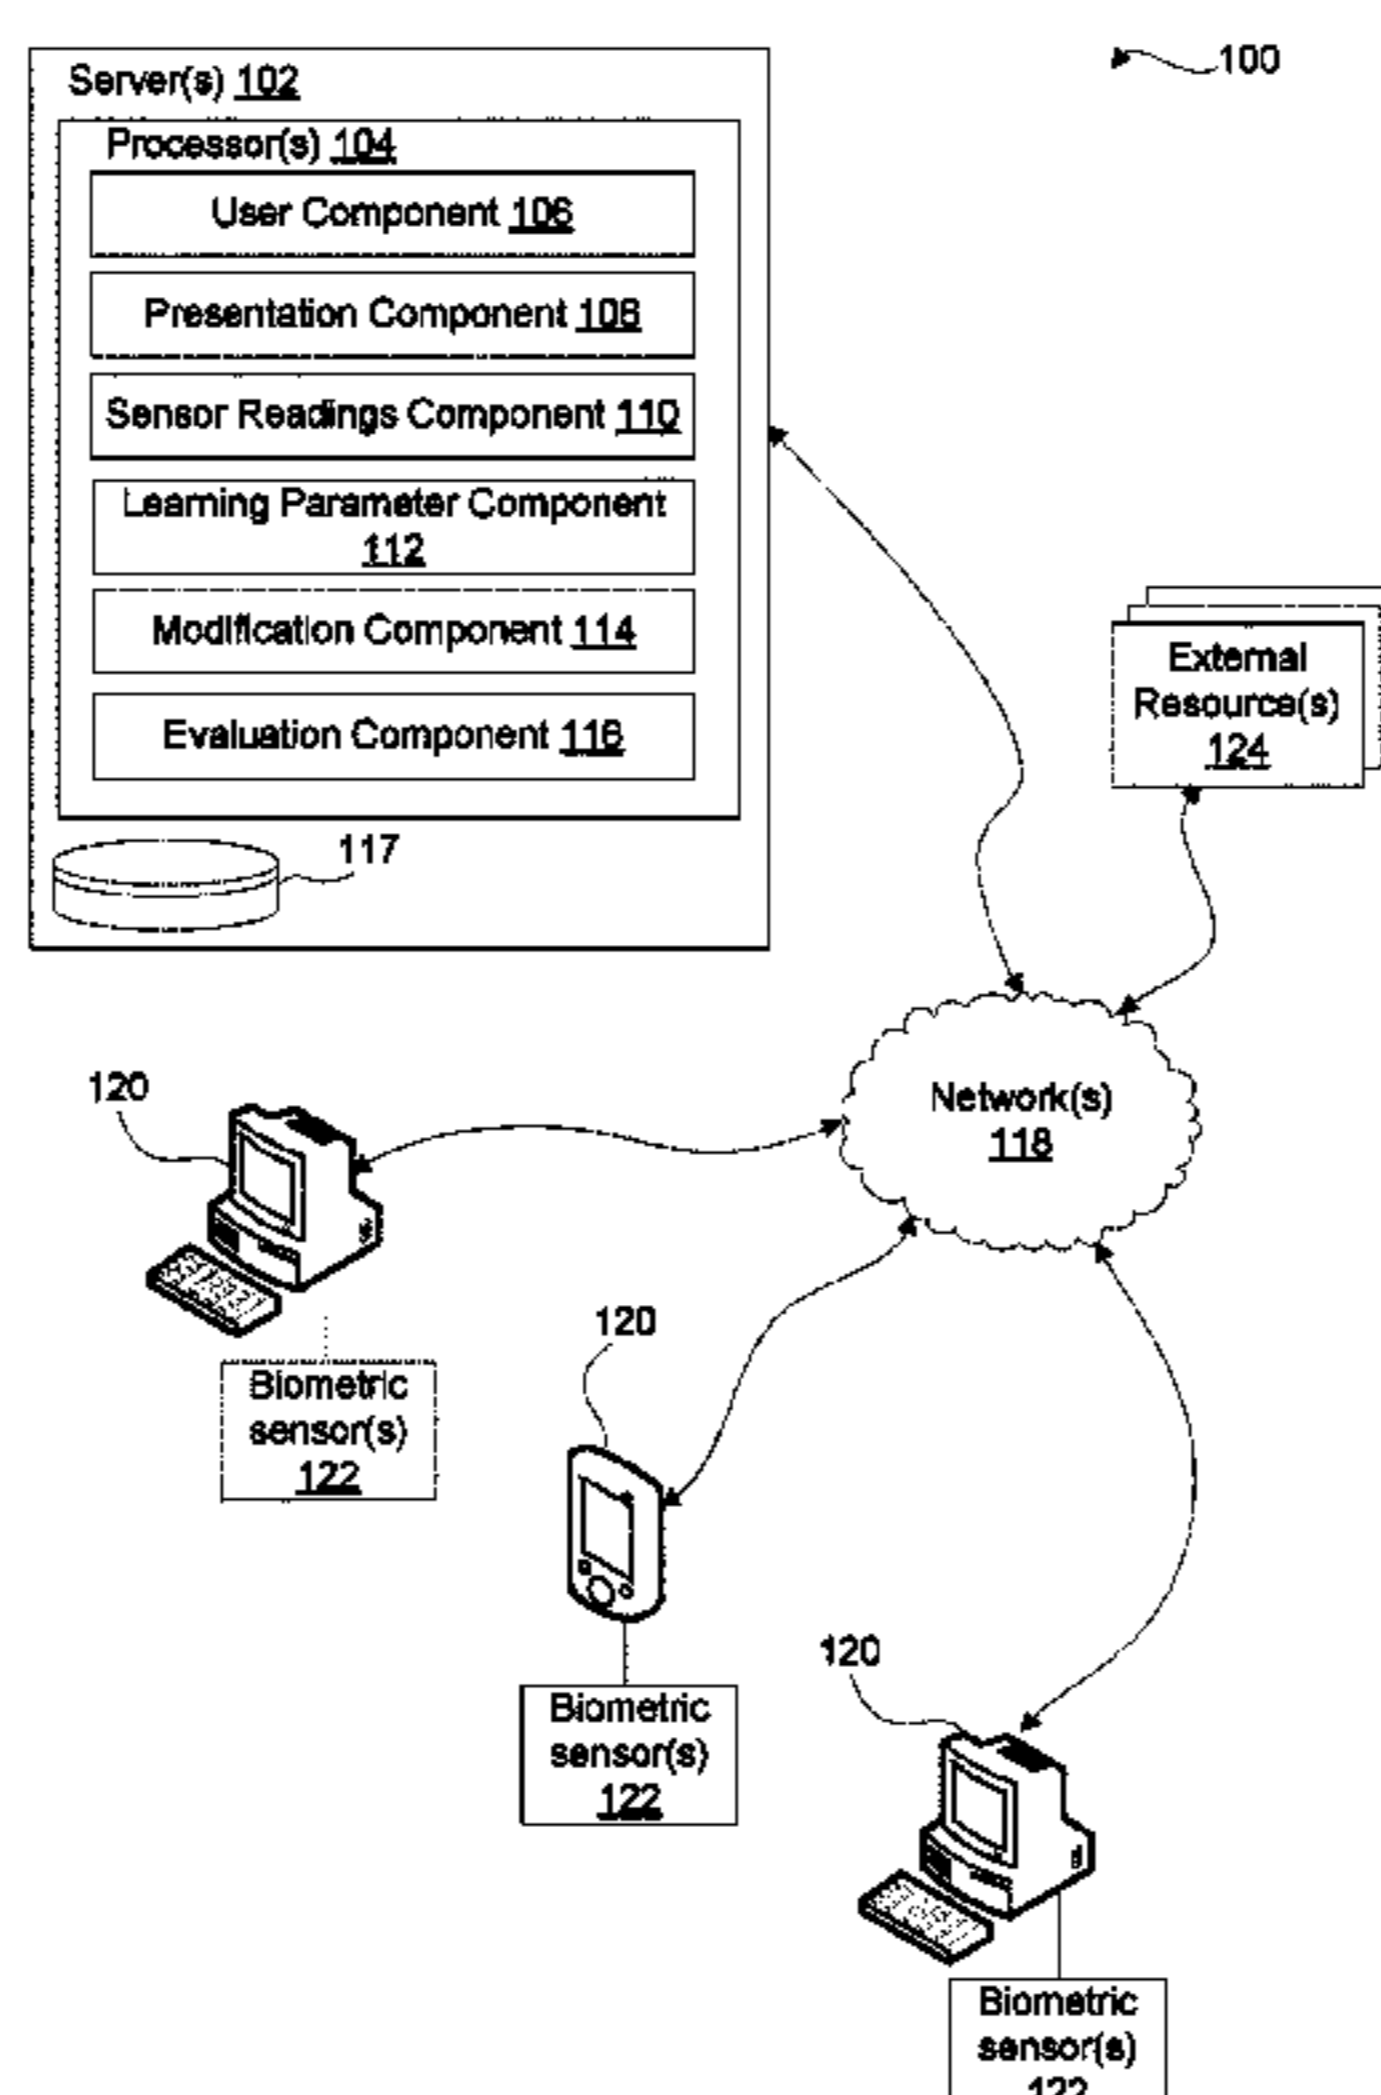 100
Server(s) 102
Processor(s) 104
User Component 106
Presentation Component 108
Sensor Readings Component 110
Learning Parameter Component
112
Modification Component 114
Evaluation Component 116
117
External
Resource(s)
124
Network(s)
118
120
Biometric
sensor(s)
122
120
Biometric
sensor(s)
122
120
Biometric
sensor(s)
122